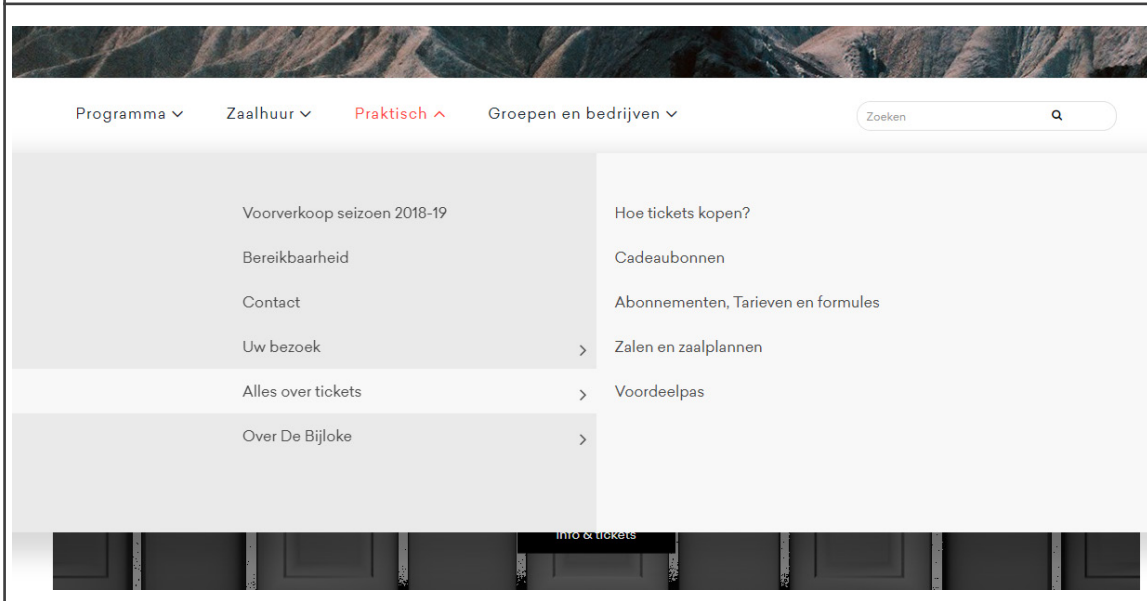 Programma Zaalhuur Praktisch Groepen en bedrijven Zoeken
Voorverkoop seizoen 2018-19
Bereikbaarheid
Contact
Uw bezoek
Alles over tickets
Over De Bijloke
Hoe tickets kopen?
Cadeaubonnen
Abonnementen, Tarieven en formules
Zalen en zaalplannen
Voordeelpas
Info & tickets